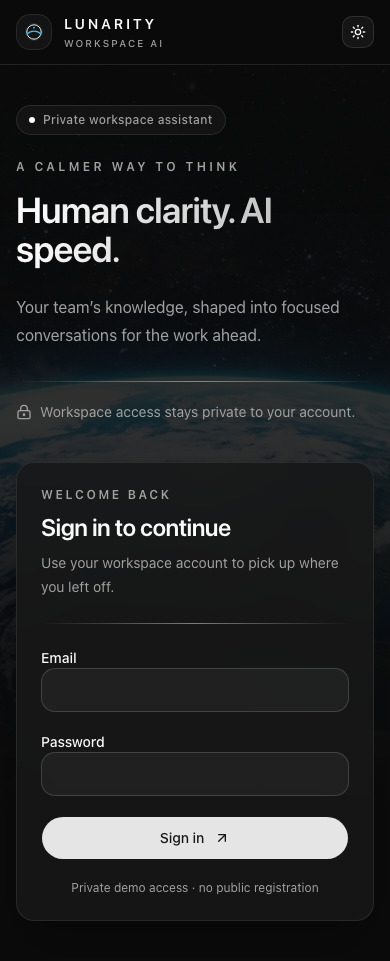 LUNARITY
WORKSPACE AI
Private workspace assistant
A CALMER WAY TO THINK
Human clarity. AI
speed.
Your team’s knowledge, shaped into focused
conversations for the work ahead.
Workspace access stays private to your account.
WELCOME BACK
Sign in to continue
Use your workspace account to pick up where
you left off.
Email
Password
Sign in
Private demo access · no public registration